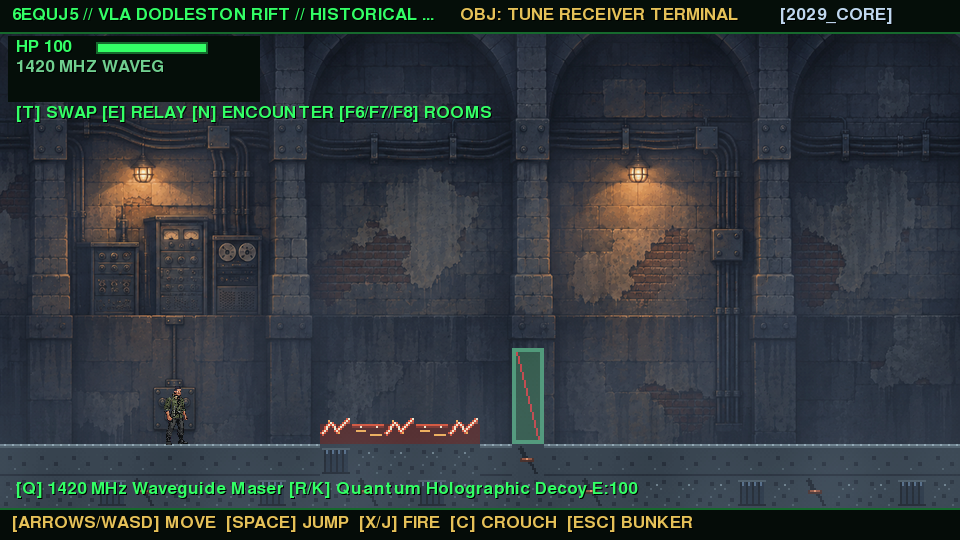 6EQUJ5 // VLA DODLESTON RIFT // HISTORICAL ... OBJ: TUNE RECEIVER TERMINAL [2029_CORE]
HP 100
1420 MHZ WAVEG
[T] SWAP [E] RELAY [N] ENCOUNTER [F6/F7/F8] ROOMS
[Q] 1420 MHz Waveguide Maser [R/K] Quantum Holographic Decoy E:100
[ARROWS/WASD] MOVE [SPACE] JUMP [X/J] FIRE [C] CROUCH [ESC] BUNKER